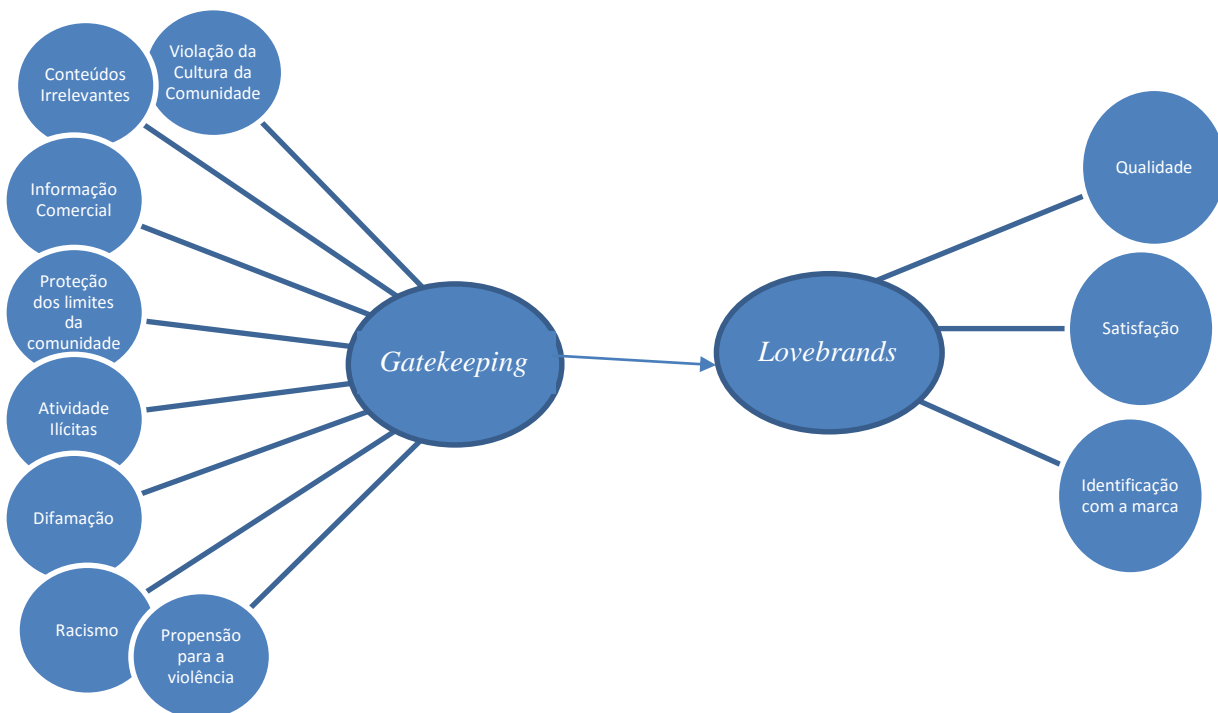 Violação da
Cultura da
Comunidade
Conteúdos
Irrelevantes
Informação
Comercial
Proteção
dos limites
da
comunidade
Atividade
Ilícitas
Difamação
Racismo
Propensão
para a
violência
Gatekeeping
Lovebrands
Qualidade
Satisfação
Identificação
com a marca